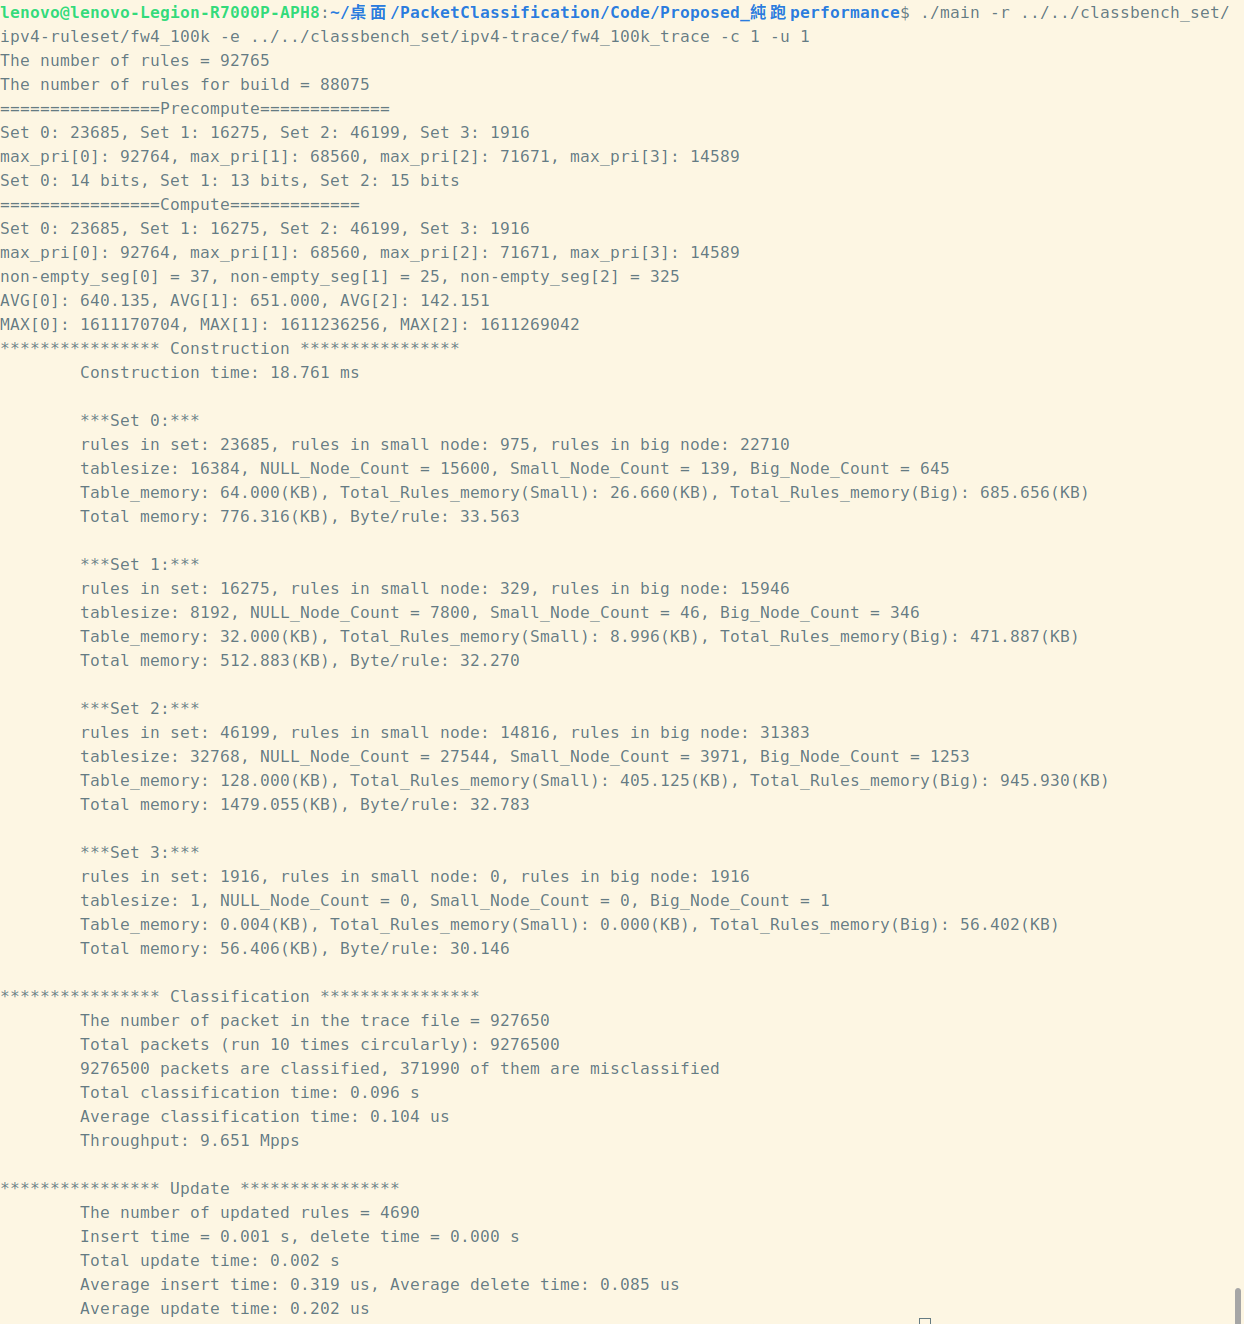 lenovo@lenovo-Legion-R7000P-APH8:~/桌面/PacketClassification/Code/Proposed_純跑performance$ ./main -r ../../classbench_set/
ipv4-ruleset/fw4_100k -e ../../classbench_set/ipv4-trace/fw4_100k_trace -c 1 -u 1
The number of rules = 92765
The number of rules for build = 88075
================Precompute=============
Set 0: 23685, Set 1: 16275, Set 2: 46199, Set 3: 1916
max_pri[0]: 92764, max_pri[1]: 68560, max_pri[2]: 71671, max_pri[3]: 14589
Set 0: 14 bits, Set 1: 13 bits, Set 2: 15 bits
================Compute=============
Set 0: 23685, Set 1: 16275, Set 2: 46199, Set 3: 1916
max_pri[0]: 92764, max_pri[1]: 68560, max_pri[2]: 71671, max_pri[3]: 14589
non-empty_seg[0] = 37, non-empty_seg[1] = 25, non-empty_seg[2] = 325
AVG[0]: 640.135, AVG[1]: 651.000, AVG[2]: 142.151
MAX[0]: 1611170704, MAX[1]: 1611236256, MAX[2]: 1611269042
**************** Construction ****************
Construction time: 18.761 ms
***Set 0:***
rules in set: 23685, rules in small node: 975, rules in big node: 22710
tablesize: 16384, NULL_Node_Count = 15600, Small_Node_Count = 139, Big_Node_Count = 645
Table_memory: 64.000(KB), Total_Rules_memory(Small): 26.660(KB), Total_Rules_memory(Big): 685.656(KB)
Total memory: 776.316(KB), Byte/rule: 33.563
***Set 1:***
rules in set: 16275, rules in small node: 329, rules in big node: 15946
tablesize: 8192, NULL_Node_Count = 7800, Small_Node_Count = 46, Big_Node_Count = 346
Table_memory: 32.000(KB), Total_Rules_memory(Small): 8.996(KB), Total_Rules_memory(Big): 471.887(KB)
Total memory: 512.883(KB), Byte/rule: 32.270
***Set 2:***
rules in set: 46199, rules in small node: 14816, rules in big node: 31383
tablesize: 32768, NULL_Node_Count = 27544, Small_Node_Count = 3971, Big_Node_Count = 1253
Table_memory: 128.000(KB), Total_Rules_memory(Small): 405.125(KB), Total_Rules_memory(Big): 945.930(KB)
Total memory: 1479.055(KB), Byte/rule: 32.783
***Set 3:***
rules in set: 1916, rules in small node: 0, rules in big node: 1916
tablesize: 1, NULL_Node_Count = 0, Small_Node_Count = 0, Big_Node_Count = 1
Table_memory: 0.004(KB), Total_Rules_memory(Small): 0.000(KB), Total_Rules_memory(Big): 56.402(KB)
Total memory: 56.406(KB), Byte/rule: 30.146
**************** Classification ****************
The number of packet in the trace file = 927650
Total packets (run 10 times circularly): 9276500
9276500 packets are classified, 371990 of them are misclassified
Total classification time: 0.096 s
Average classification time: 0.104 us
Throughput: 9.651 Mpps
**************** Update ****************
The number of updated rules = 4690
Insert time = 0.001 s, delete time = 0.000 s
Total update time: 0.002 s
Average insert time: 0.319 us, Average delete time: 0.085 us
Average update time: 0.202 us